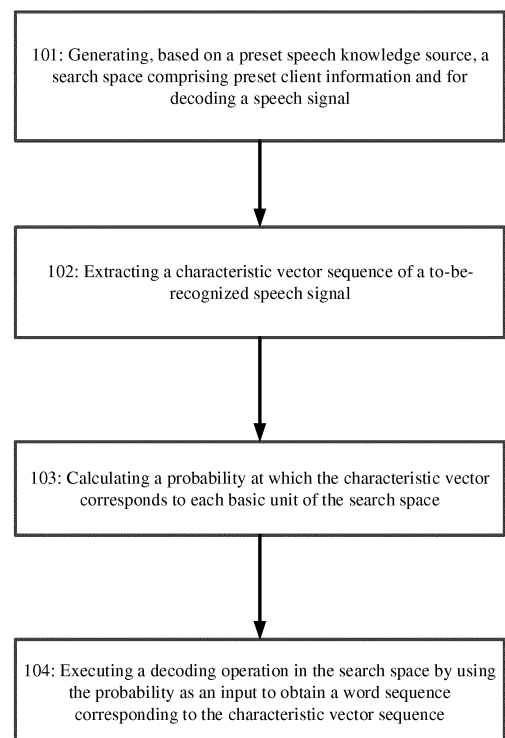 101: Generating, based on a preset speech knowledge source, a
search space comprising preset client information and for
decoding a speech signal
102: Extracting a characteristic vector sequence of a to-be-
recognized speech signal
103: Calculating a probability at which the characteristic vector
corresponds to each basic unit of the search space
104: Executing a decoding operation in the search space by using
the probability as an input to obtain a word sequence
corresponding to the characteristic vector sequence